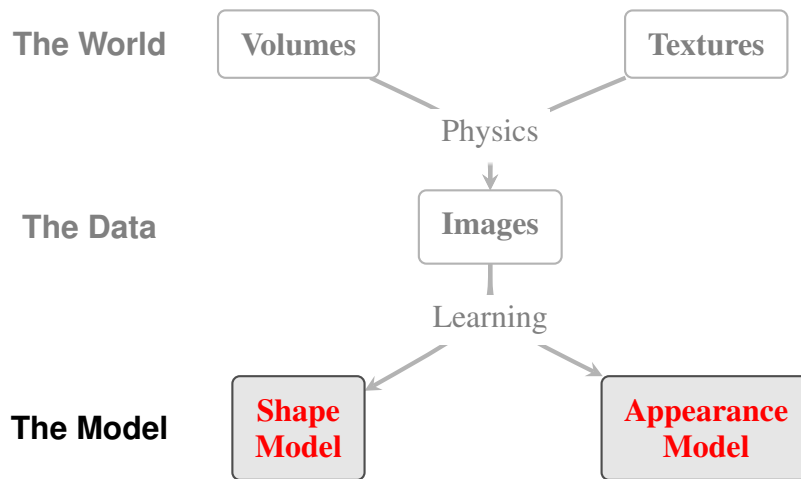 The World
Volumes
Textures
Physics
The Data
Images
Learning
The Model
Shape
Model
Appearance
Model